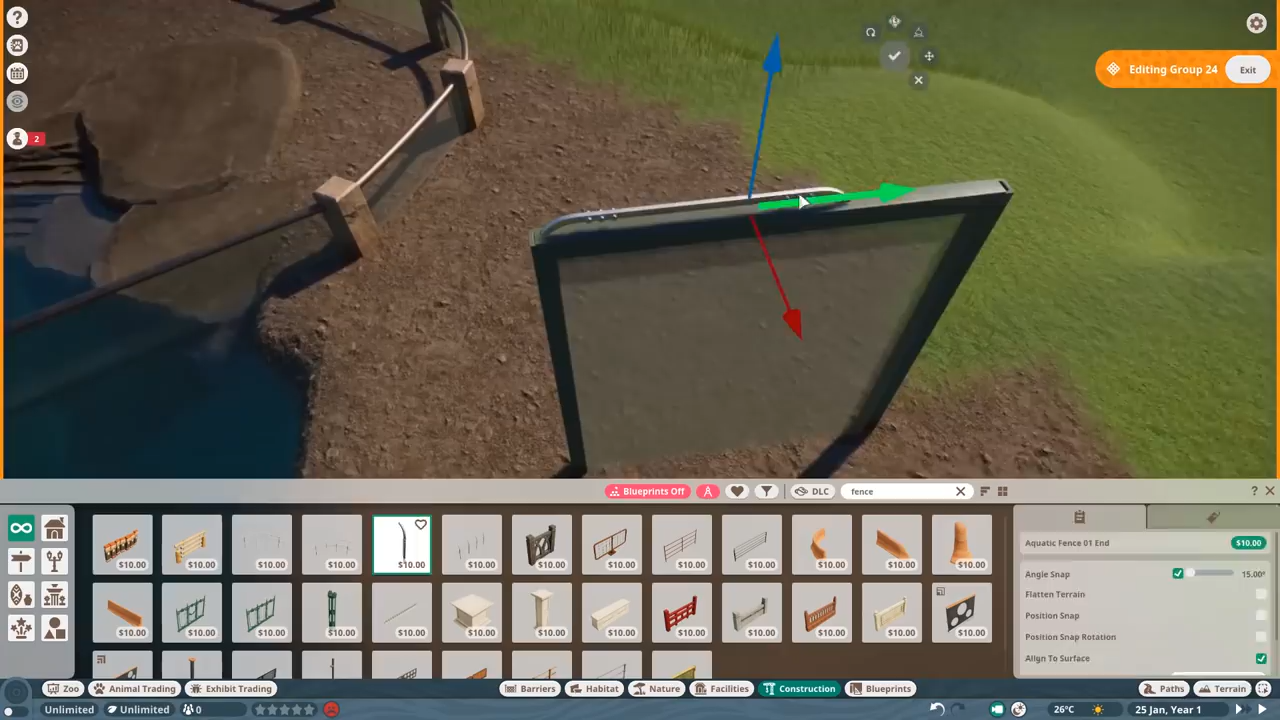 ?
Editing Group 24
Exit
2
Blueprints Off
DLC
fence
? 
$10.00 $10.00 $10.00 $10.00 $10.00 $10.00 $10.00 $10.00 $10.00 $10.00 $10.00 $10.00 $10.00
Aquatic Fence 01 End $10.00
Angle Snap 15.00°
Flatten Terrain
$10.00 $10.00 $10.00 $10.00 $10.00 $10.00 $10.00 $10.00 $10.00 $10.00 $10.00 $10.00 $10.00
Position Snap
Position Snap Rotation
Align To Surface
Zoo Animal Trading Exhibit Trading Barriers Habitat Nature Facilities Construction Blueprints Paths Terrain
Unlimited Unlimited 0 26°C 25 Jan, Year 1